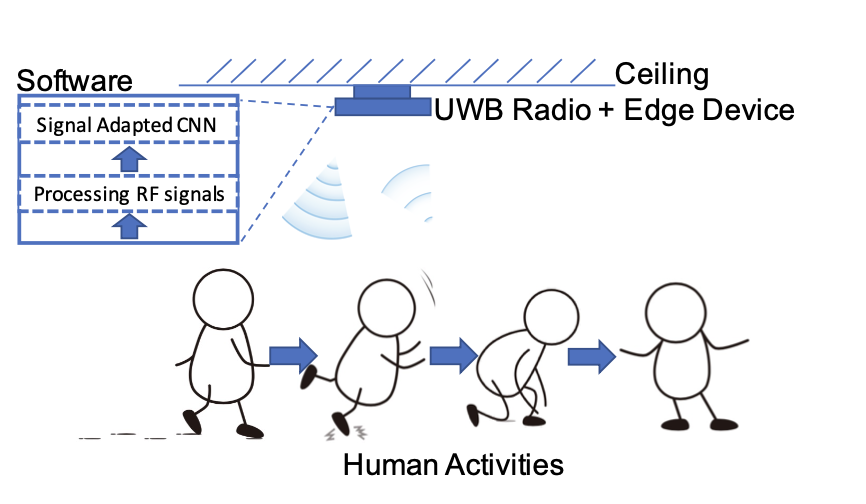 Ceiling
Software
UWB Radio + Edge Device
Signal Adapted CNN
Processing RF signals
Human Activities